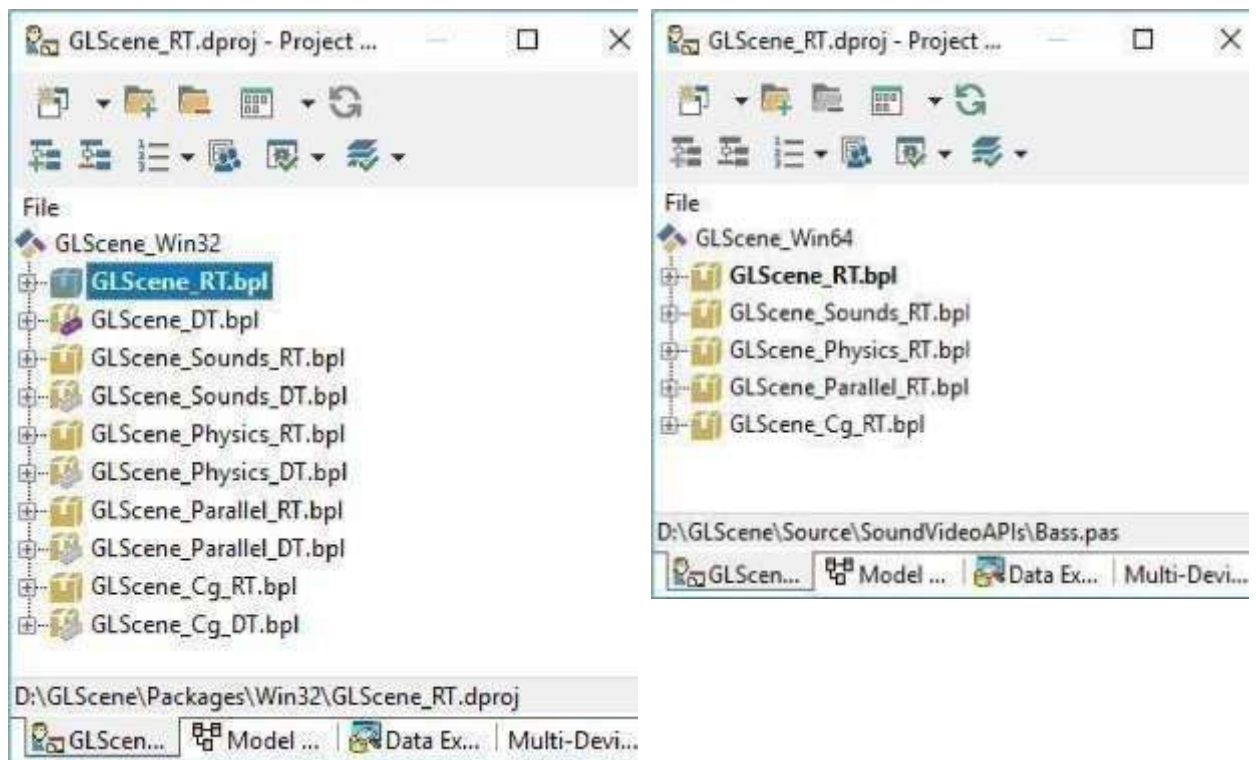 GLScene_RT.dproj - Project ...
File
GLScene_Win32
GLScene_RT.bpl
GLScene_DT.bpl
GLScene_Sounds_RT.bpl
GLScene_Sounds_DT.bpl
GLScene_Physics_RT.bpl
GLScene_Physics_DT.bpl
GLScene_Parallel_RT.bpl
GLScene_Parallel_DT.bpl
GLScene_Cg_RT.bpl
GLScene_Cg_DT.bpl
D:\GLScene\Packages\Win32\GLScene_RT.dproj
GLScen... Model ... Data Ex... Multi-Devi...
GLScene_RT.dproj - Project ...
File
GLScene_Win64
GLScene_RT.bpl
GLScene_Sounds_RT.bpl
GLScene_Physics_RT.bpl
GLScene_Parallel_RT.bpl
GLScene_Cg_RT.bpl
D:\GLScene\Source\SoundVideoAPIs\Bass.pas
GLScen... Model ... Data Ex... Multi-Devi...